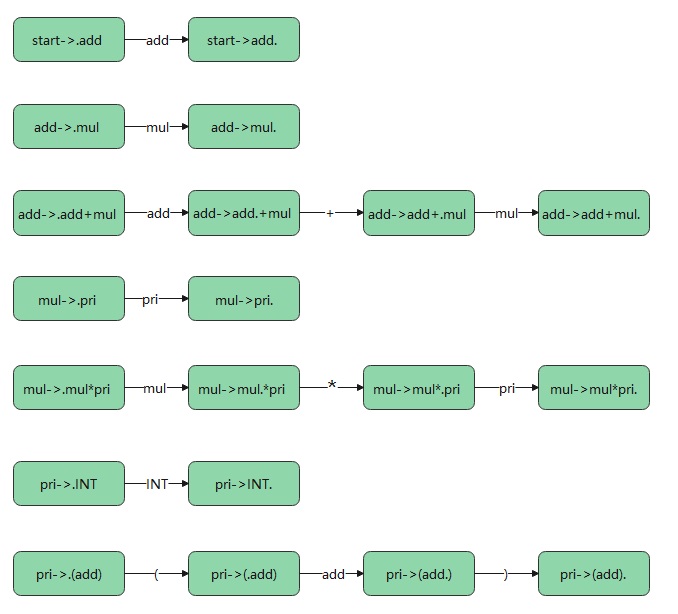 start->.add add start->add.
add->.mul mul add->mul.
add->.add+mul add add->add.+mul + add->add+.mul mul add->add+mul.
mul->.pri pri mul->pri.
mul->.mul*pri mul mul->mul.*pri * mul->mul*.pri pri mul->mul*pri.
pri->.INT INT pri->INT.
pri->.(add) ( pri->(.add) add pri->(add.) ) pri->(add).